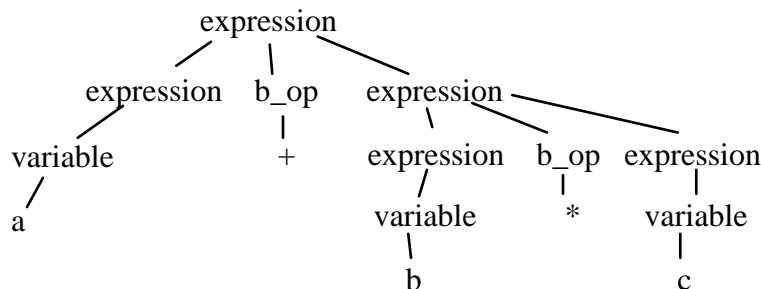 expression
expression b_op expression
variable + expression b_op expression
a variable * variable
b c